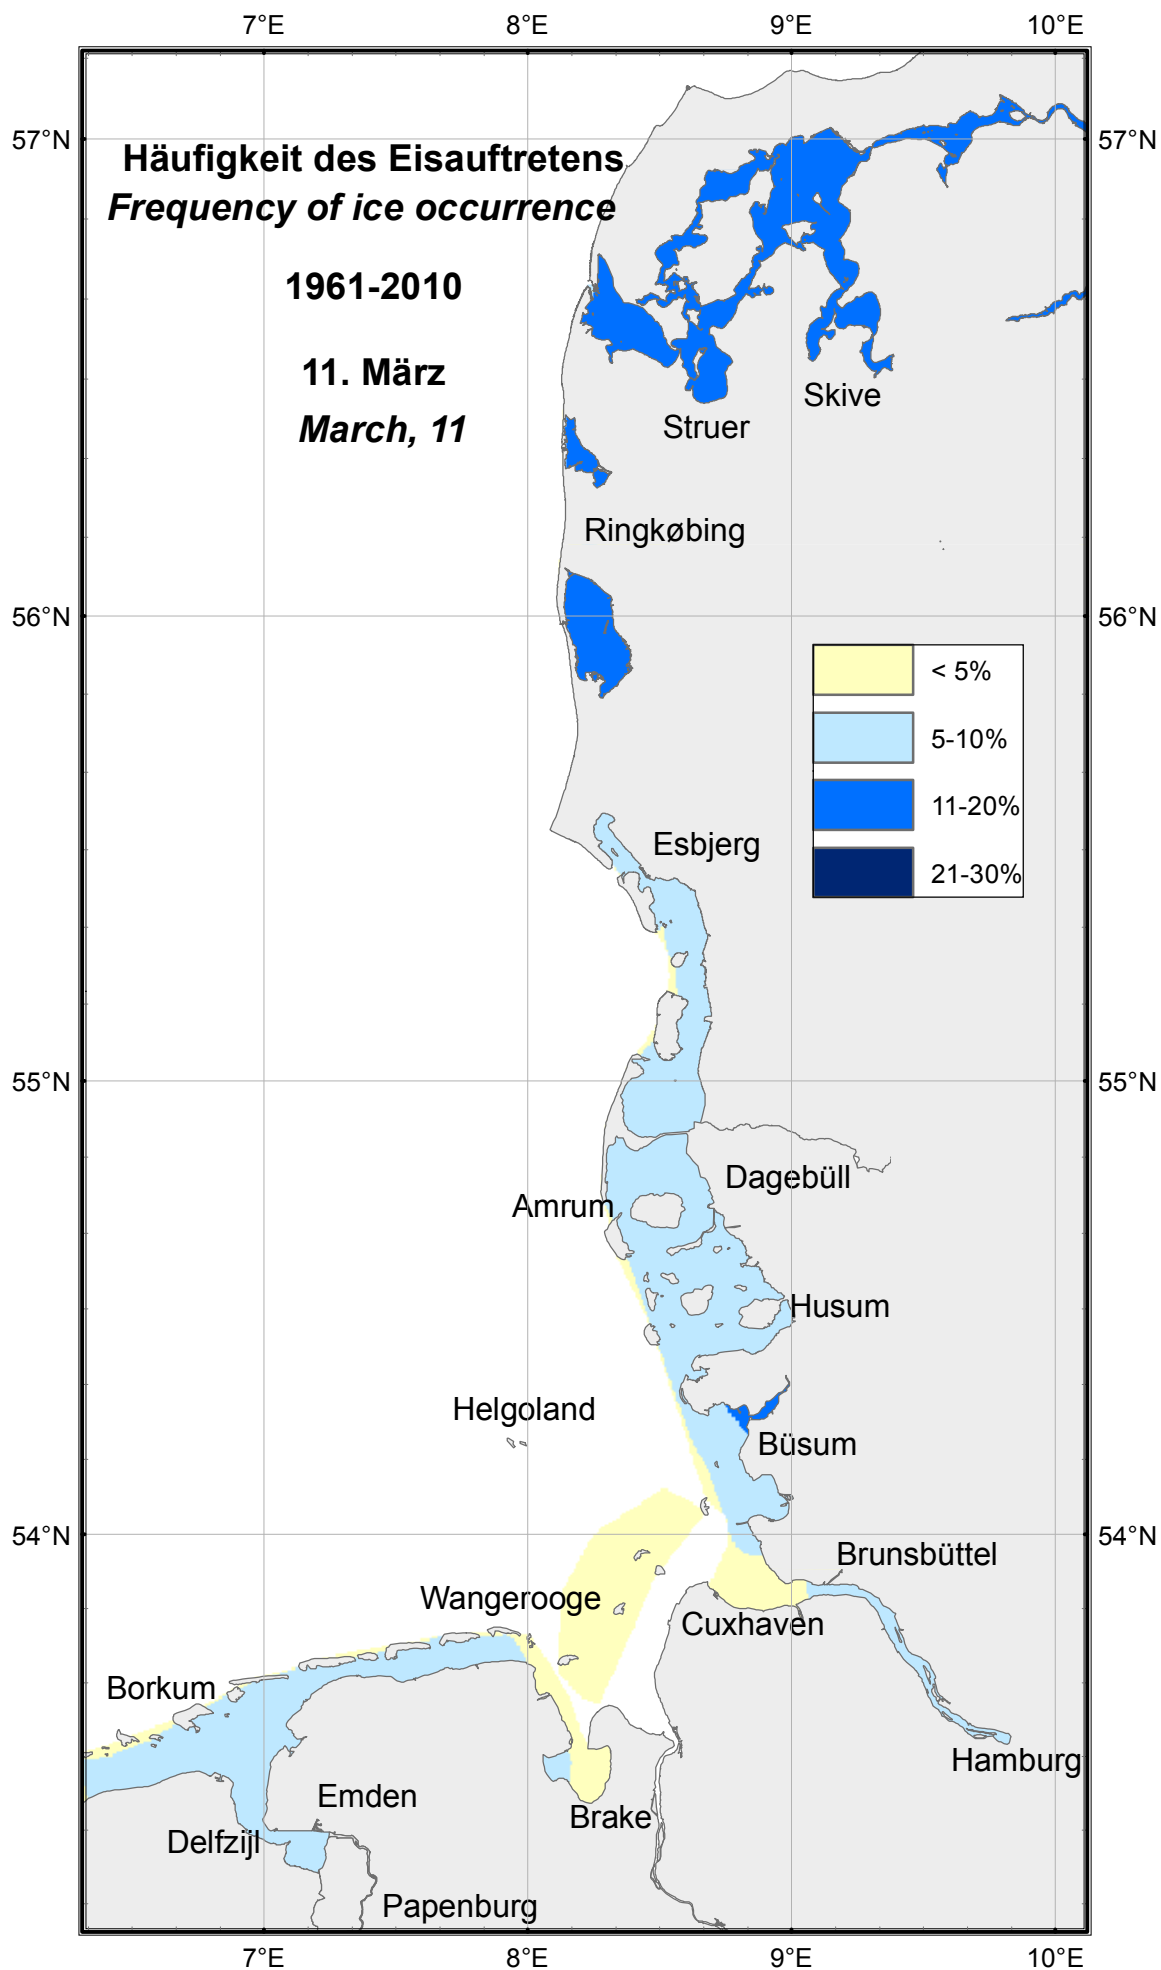 7°E 8°E 9°E 10°E
57°N 57°N
Häufigkeit des Eisauftretens
Frequency of ice occurrence
1961-2010
11. März
March, 11
Skive
Struer
Ringkøbing
56°N 56°N
< 5%
5-10%
11-20%
21-30%
Esbjerg
55°N 55°N
Dagebüll
Amrum
Husum
Helgoland
Büsum
54°N 54°N
Brunsbüttel
Wangerooge
Cuxhaven
Borkum
Hamburg
Emden
Brake
Delfzijl
Papenburg
7°E 8°E 9°E 10°E